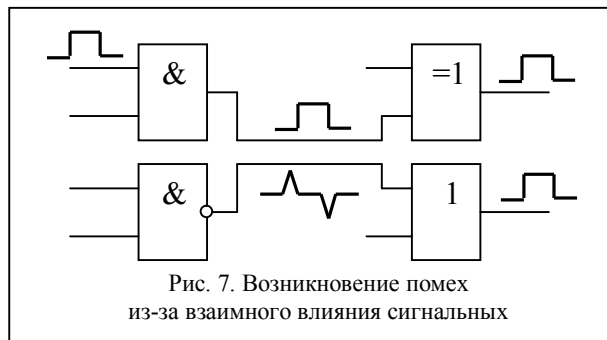 &
=1
&
1
Рис. 7. Возникновение помех
из-за взаимного влияния сигнальных